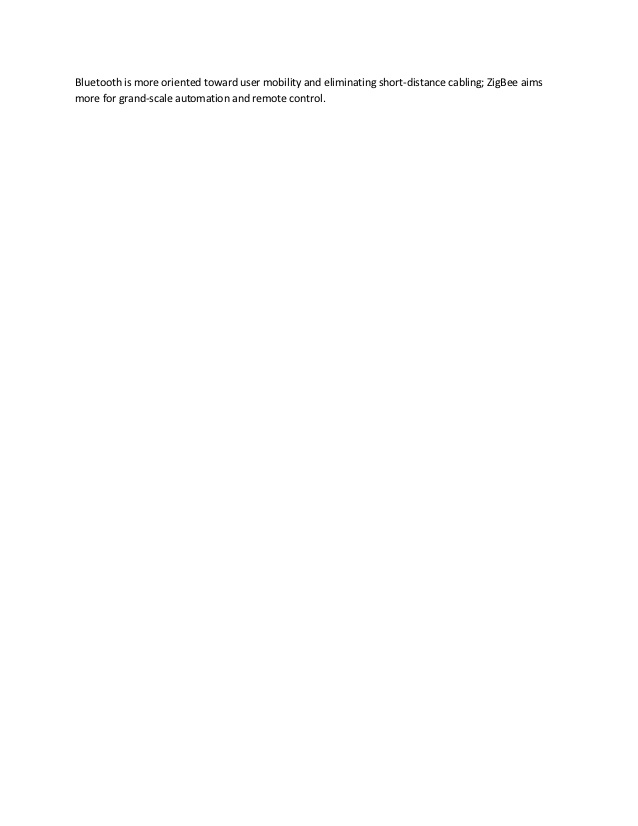 Bluetooth is more oriented toward user mobility and eliminating short-distance cabling; ZigBee aims
more for grand-scale automation and remote control.